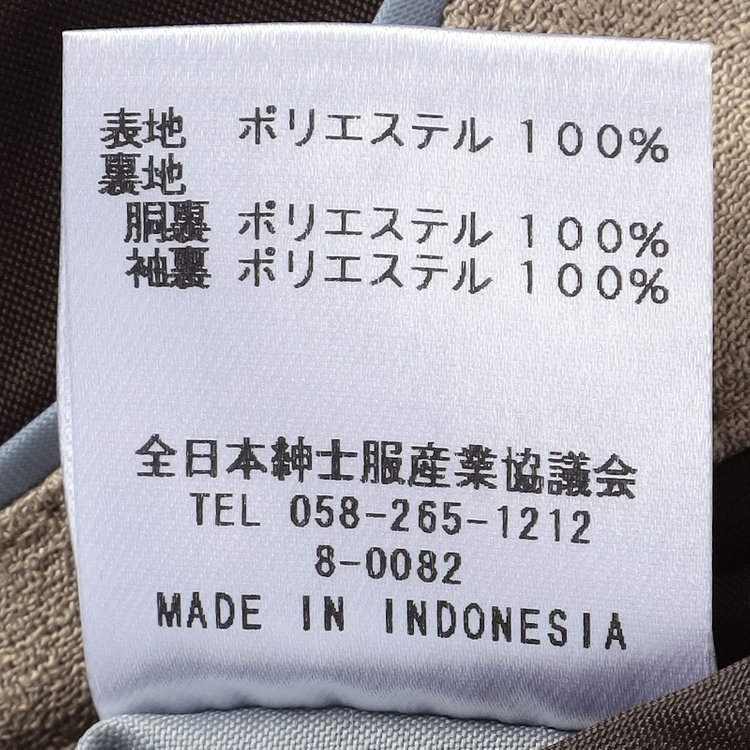 表地 ポリエステル 100%
裏地
胴裏 ポリエステル 100%
袖裏 ポリエステル 100%
全日本紳士服産業協議会
TEL 058-265-1212
8-0082
MADE IN INDONESIA